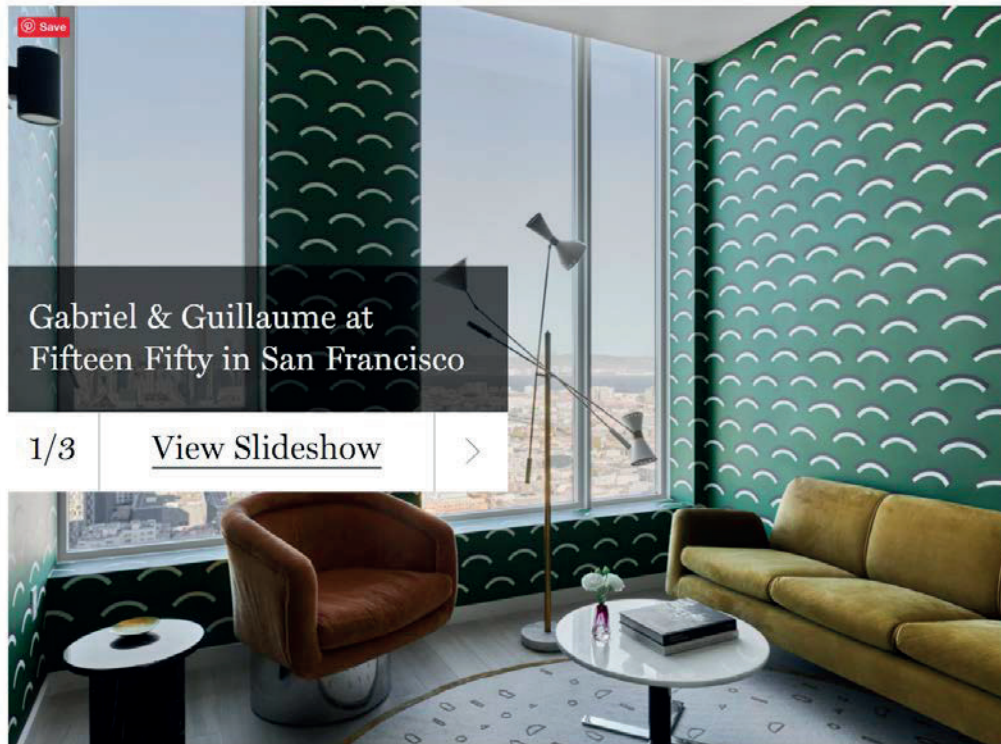 Save
Gabriel & Guillaume at
Fifteen Fifty in San Francisco
1/3 View Slideshow >